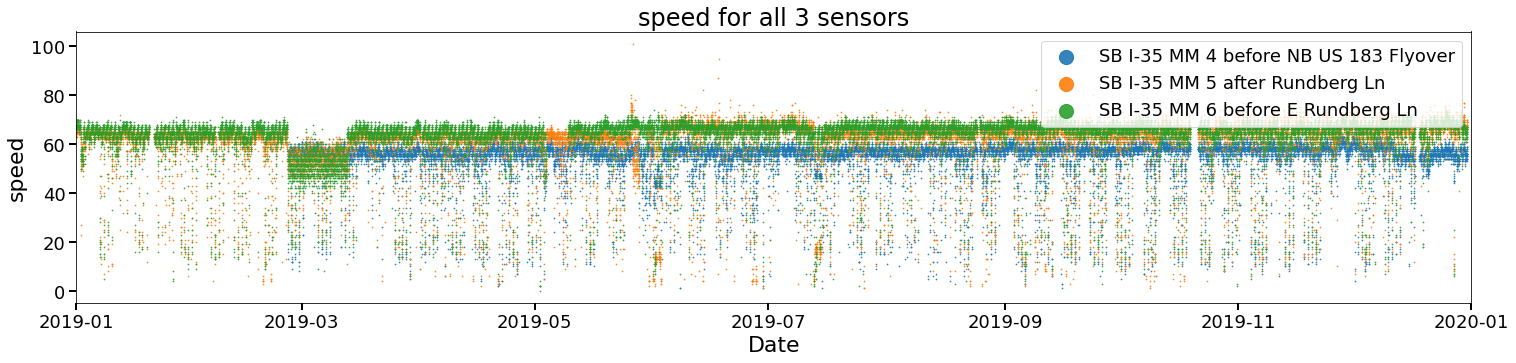 speed for all 3 sensors
100
80
60
40
20
0
speed
SB I-35 MM 4 before NB US 183 Flyover
SB I-35 MM 5 after Rundberg Ln
SB I-35 MM 6 before E Rundberg Ln
2019-01
2019-03
2019-05
2019-07
2019-09
2019-11
2020-01
Date